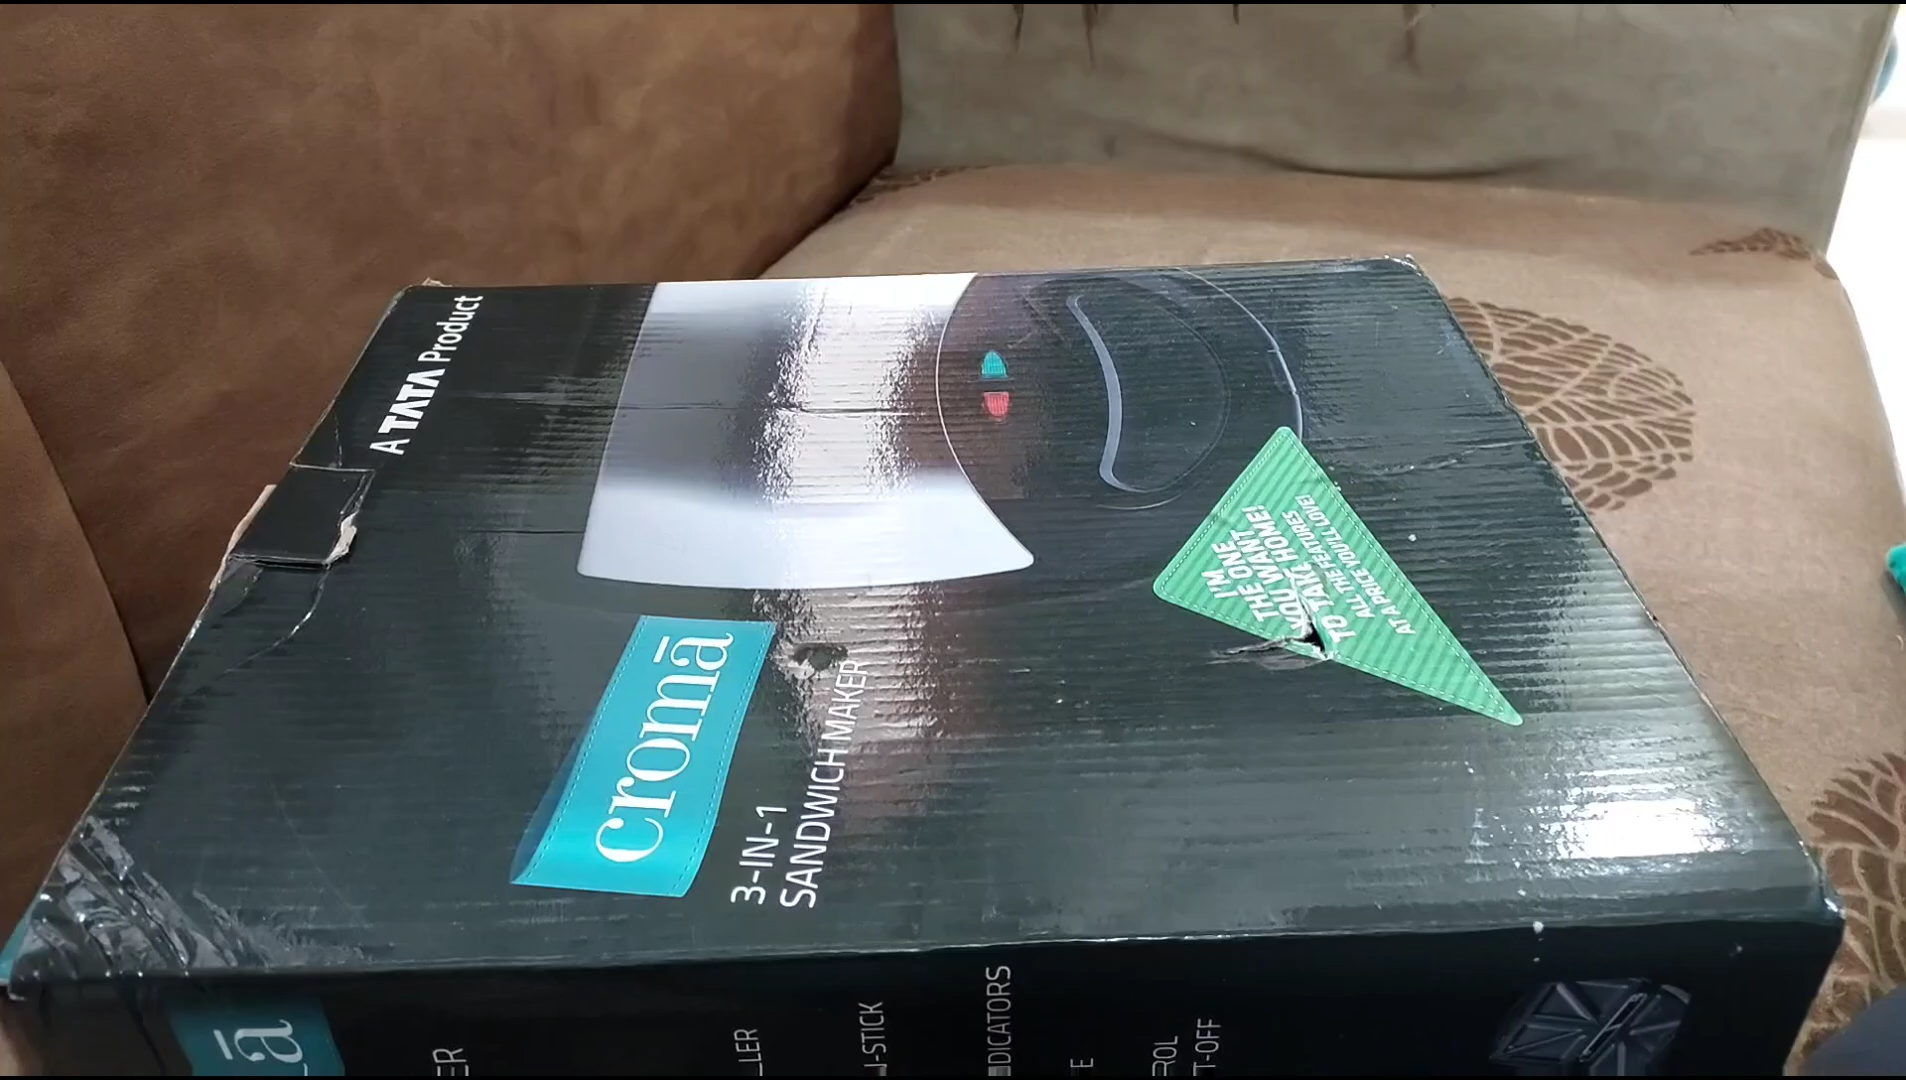 A TATA Product
cromā
3-IN-1
SANDWICH MAKER
I'M
THE ONE
YOU WANT
TO TAKE HOME!
ALL THE FEATURES
AT A PRICE YOU'LL LOVE!